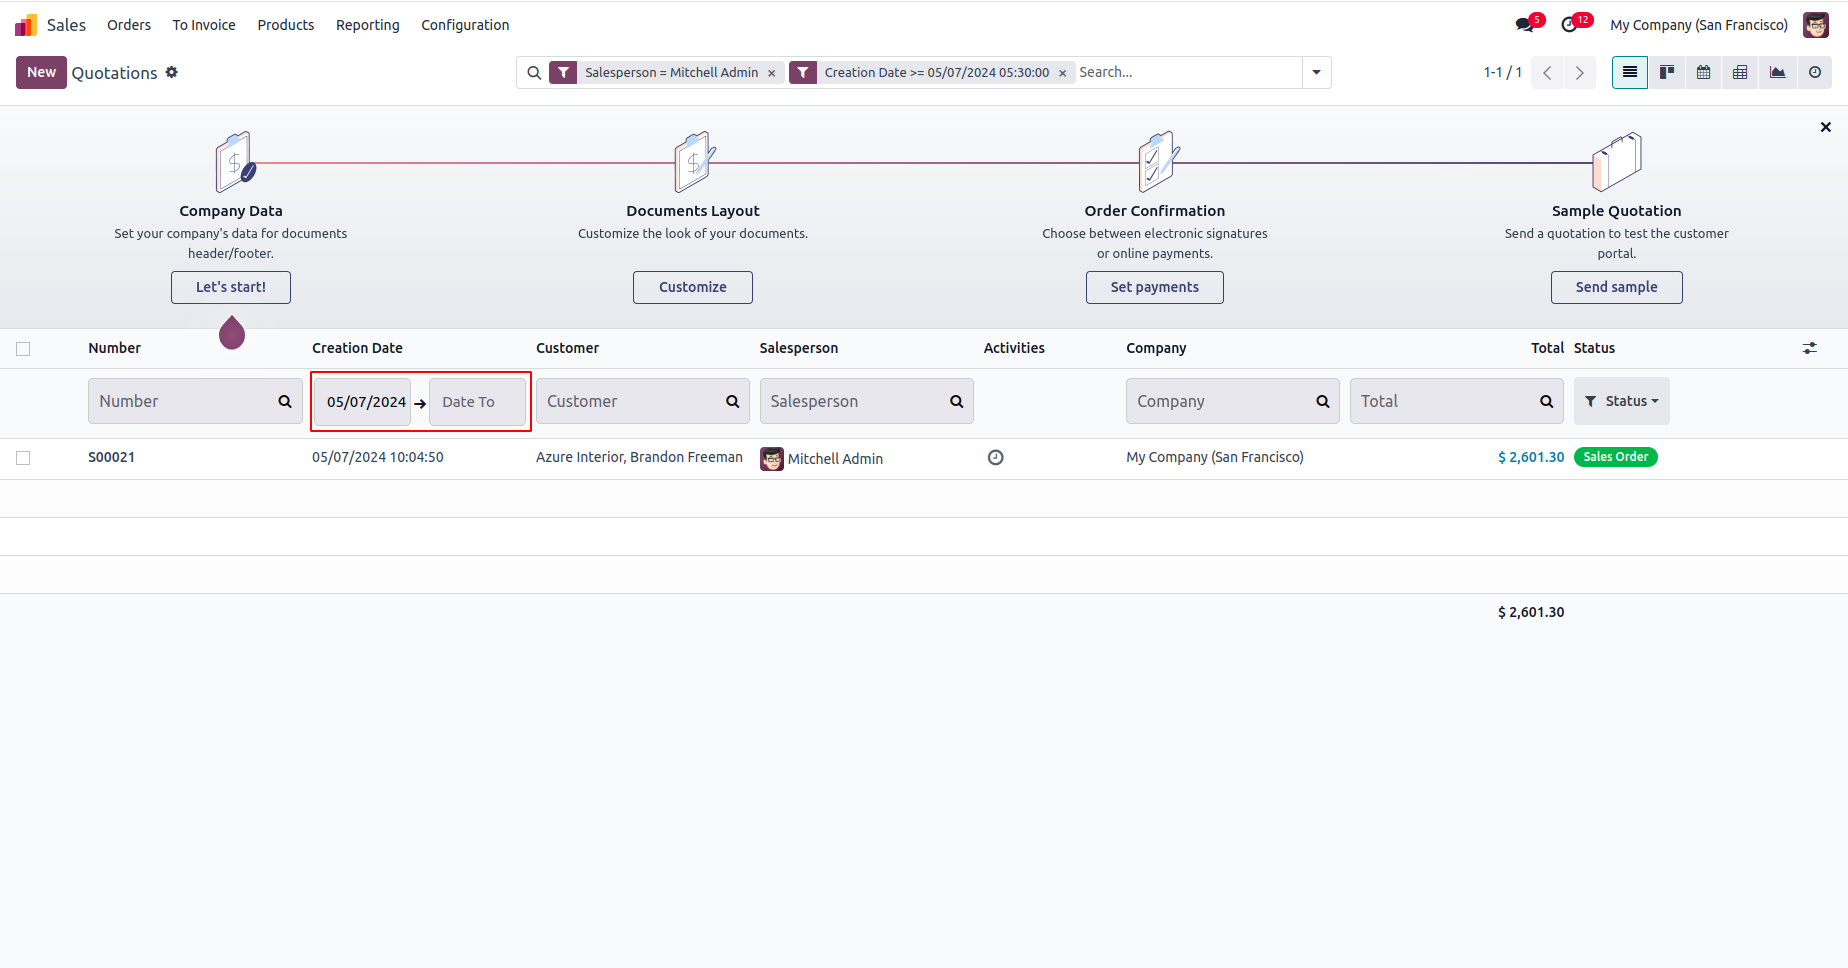 Sales Orders To Invoice Products Reporting Configuration 5 12 My Company (San Francisco)
New Quotations Salesperson = Mitchell Admin × Creation Date >= 05/07/2024 05:30:00 × Search... 1-1 / 1
Company Data
Set your company's data for documents
header/footer.
Let's start!
Documents Layout
Customize the look of your documents.
Customize
Order Confirmation
Choose between electronic signatures
or online payments.
Set payments
Sample Quotation
Send a quotation to test the customer
portal.
Send sample
Number Creation Date Customer Salesperson Activities Company Total Status
Number 05/07/2024 → Date To Customer Salesperson Company Total Status
S00021 05/07/2024 10:04:50 Azure Interior, Brandon Freeman Mitchell Admin My Company (San Francisco) $ 2,601.30 Sales Order
$ 2,601.30